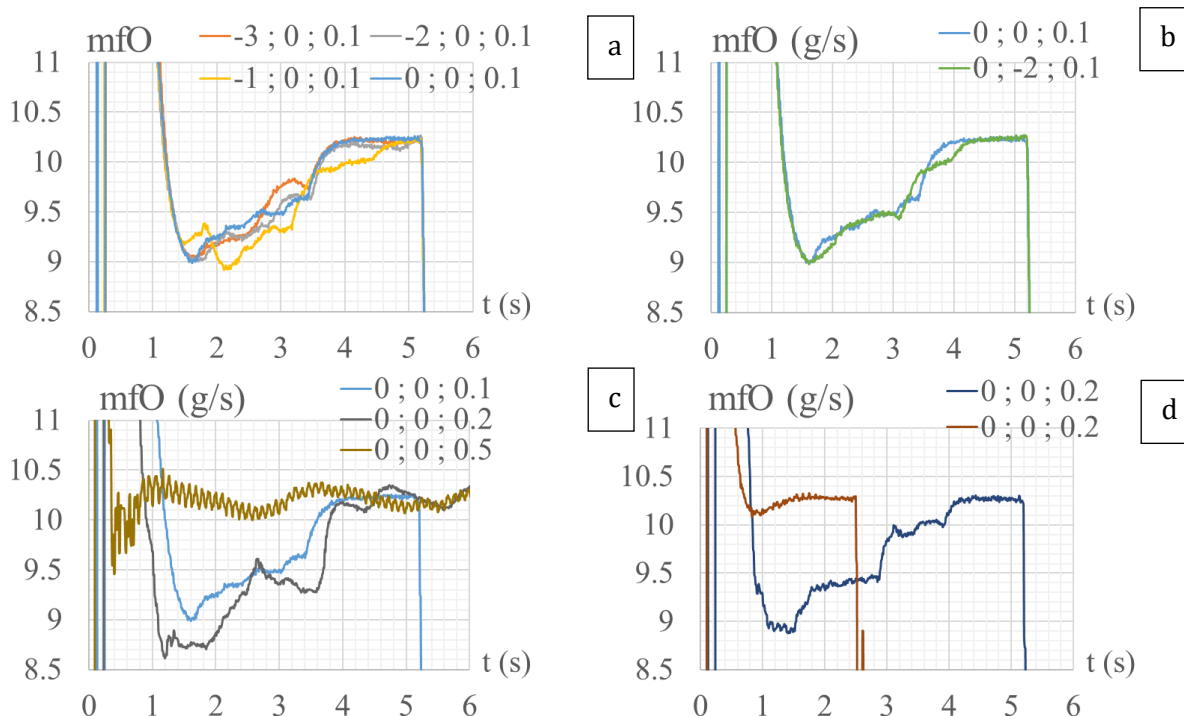 mfO
-3 ; 0 ; 0.1 -2 ; 0 ; 0.1
-1 ; 0 ; 0.1 0 ; 0 ; 0.1
a
11
10.5
10
9.5
9
8.5
t (s)
0 1 2 3 4 5 6
mfO (g/s)
0 ; 0 ; 0.1
0 ; -2 ; 0.1
b
11
10.5
10
9.5
9
8.5
t (s)
0 1 2 3 4 5 6
mfO (g/s)
0 ; 0 ; 0.1
0 ; 0 ; 0.2
0 ; 0 ; 0.5
c
11
10.5
10
9.5
9
8.5
t (s)
0 1 2 3 4 5 6
mfO (g/s)
0 ; 0 ; 0.2
0 ; 0 ; 0.2
d
11
10.5
10
9.5
9
8.5
t (s)
0 1 2 3 4 5 6